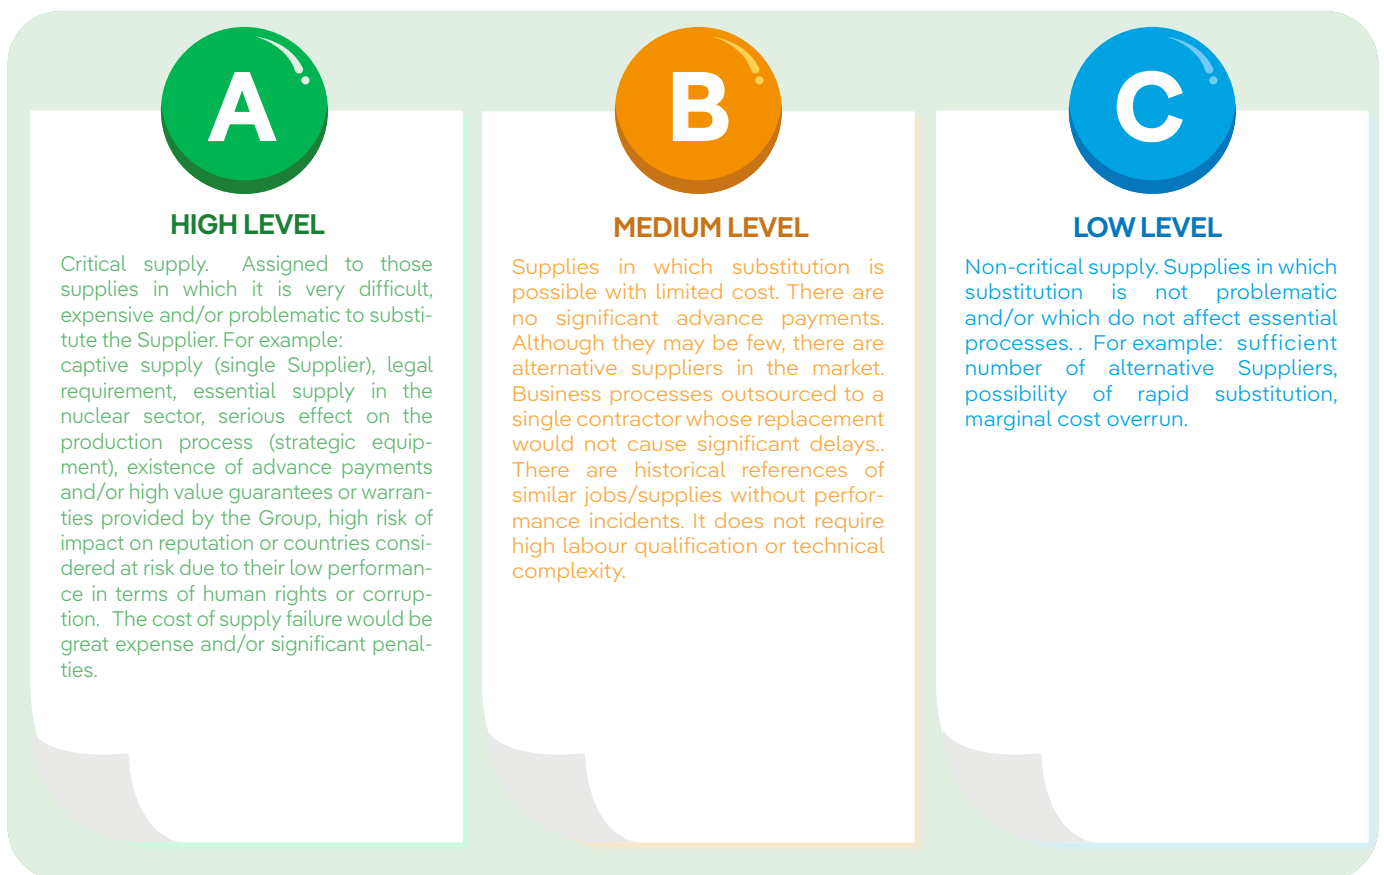 A
HIGH LEVEL
Critical supply. Assigned to those
supplies in which it is very difficult,
expensive and/or problematic to substi-
tute the Supplier. For example:
captive supply (single Supplier), legal
requirement, essential supply in the
nuclear sector, serious effect on the
production process (strategic equip-
ment), existence of advance payments
and/or high value guarantees or warran-
ties provided by the Group, high risk of
impact on reputation or countries consi-
dered at risk due to their low performan-
ce in terms of human rights or corrup-
tion. The cost of supply failure would be
great expense and/or significant penal-
ties.
B
MEDIUM LEVEL
Supplies in which substitution is
possible with limited cost. There are
no significant advance payments.
Although they may be few, there are
alternative suppliers in the market.
Business processes outsourced to a
single contractor whose replacement
would not cause significant delays..
There are historical references of
similar jobs/supplies without perfor-
mance incidents. It does not require
high labour qualification or technical
complexity.
C
LOW LEVEL
Non-critical supply. Supplies in which
substitution is not problematic
and/or which do not affect essential
processes. . For example: sufficient
number of alternative Suppliers,
possibility of rapid substitution,
marginal cost overrun.